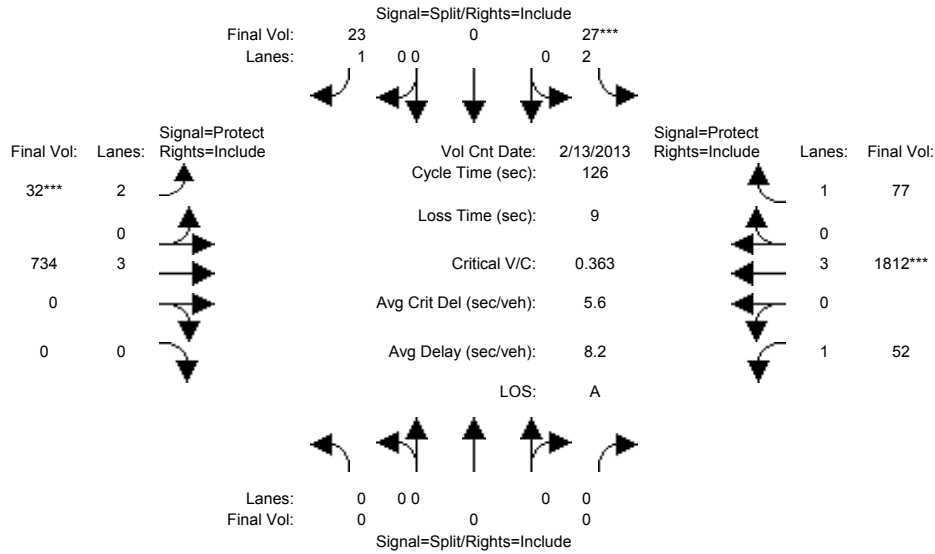 Signal=Split/Rights=Include
Final Vol: 23 0 27***
Lanes: 1 0 0 0 2
Signal=Protect Signal=Protect
Final Vol: Lanes: Rights=Include Vol Cnt Date: 2/13/2013 Rights=Include Lanes: Final Vol:
Cycle Time (sec): 126
32*** 2 1 77
Loss Time (sec): 9
0 0
734 3 Critical V/C: 0.363 3 1812***
0 Avg Crit Del (sec/veh): 5.6 0
0 0 Avg Delay (sec/veh): 8.2 1 52
LOS: A
Lanes: 0 0 0 0 0
Final Vol: 0 0 0
Signal=Split/Rights=Include